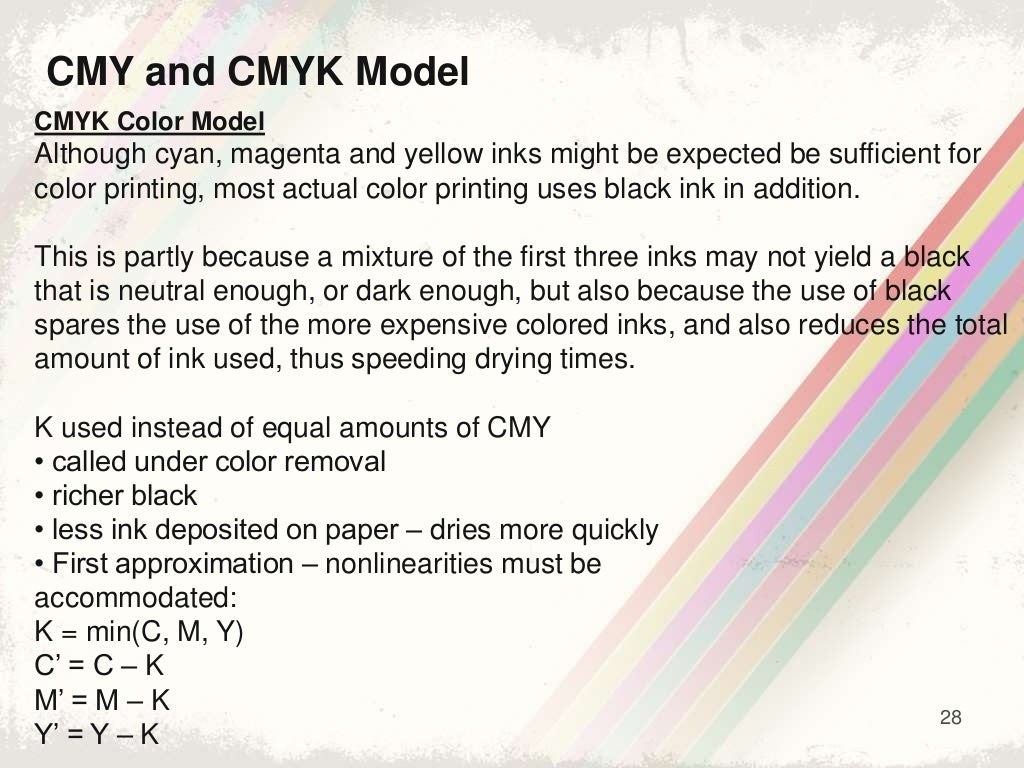 CMY and CMYK Model
CMYK Color Model
Although cyan, magenta and yellow inks might be expected be sufficient for
color printing, most actual color printing uses black ink in addition.
This is partly because a mixture of the first three inks may not yield a black
that is neutral enough, or dark enough, but also because the use of black
spares the use of the more expensive colored inks, and also reduces the total
amount of ink used, thus speeding drying times.
K used instead of equal amounts of CMY
• called under color removal
• richer black
• less ink deposited on paper – dries more quickly
• First approximation – nonlinearities must be
accommodated:
K = min(C, M, Y)
C’ = C – K
M’ = M – K
Y’ = Y – K
28